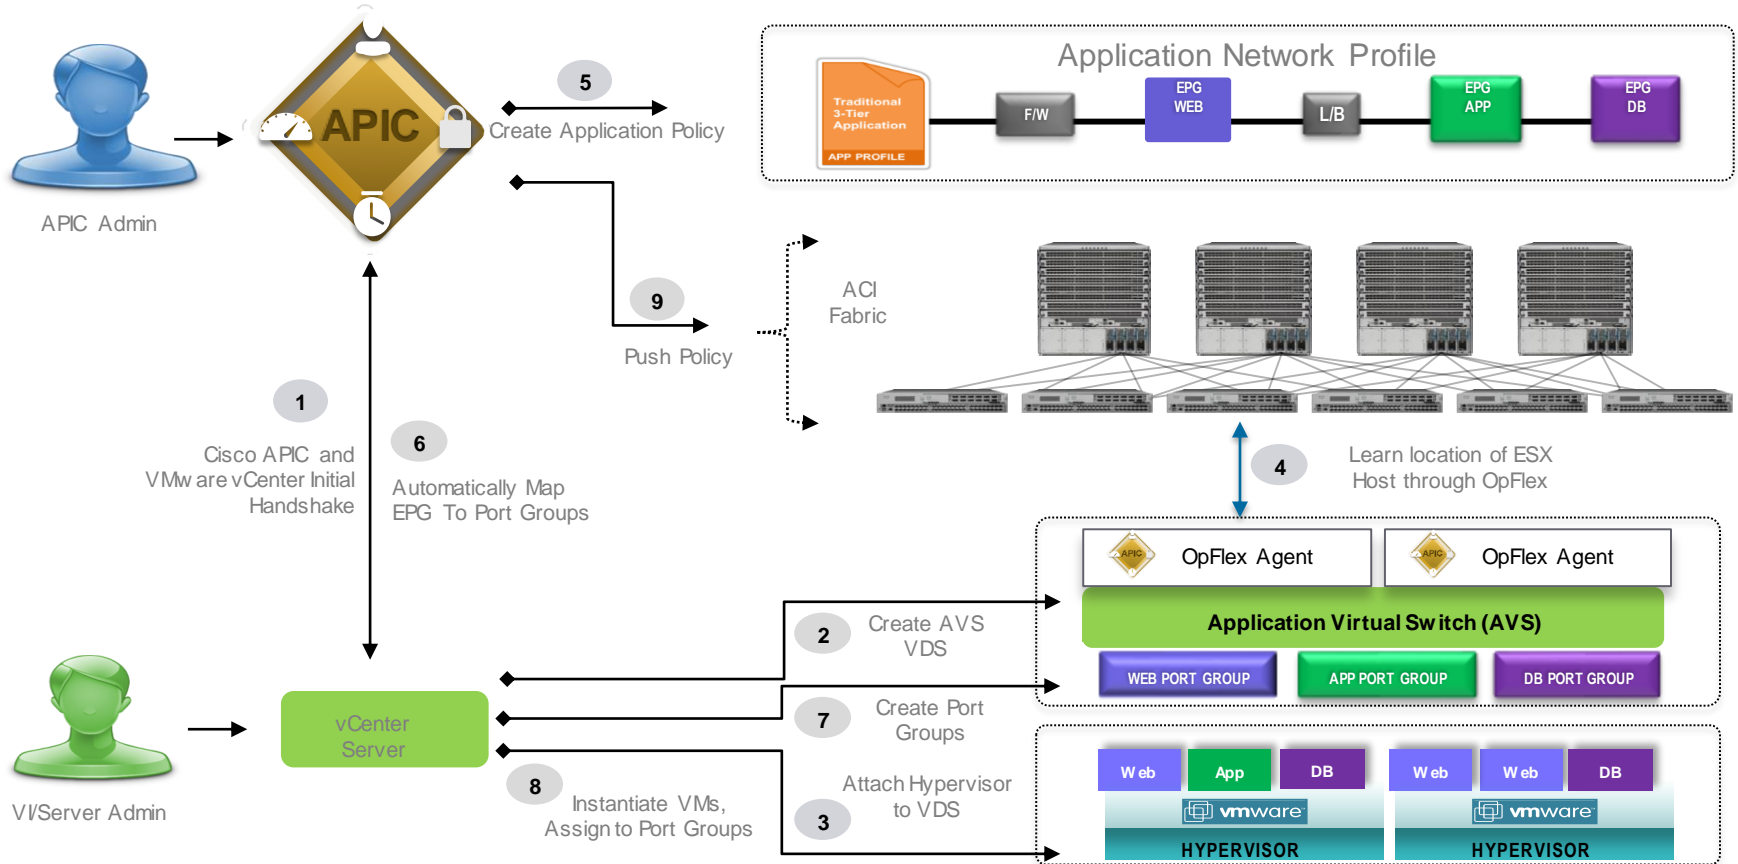 APIC Admin
APIC
5
Create Application Policy
Application Network Profile
Traditional
3-Tier
Application
APP PROFILE
F/W
EPG
WEB
L/B
EPG
APP
EPG
DB
9
Push Policy
ACI
Fabric
1
Cisco APIC and
VMware vCenter Initial
Handshake
6
Automatically Map
EPG To Port Groups
4
Learn location of ESX
Host through OpFlex
APIC
OpFlex Agent
APIC
OpFlex Agent
Application Virtual Switch (AVS)
WEB PORT GROUP
APP PORT GROUP
DB PORT GROUP
2
Create AVS
VDS
7
Create Port
Groups
VI/Server Admin
vCenter
Server
8
Instantiate VMs,
Assign to Port Groups
3
Attach Hypervisor
to VDS
Web
App
DB
Web
Web
DB
vmware
vmware
HYPERVISOR
HYPERVISOR